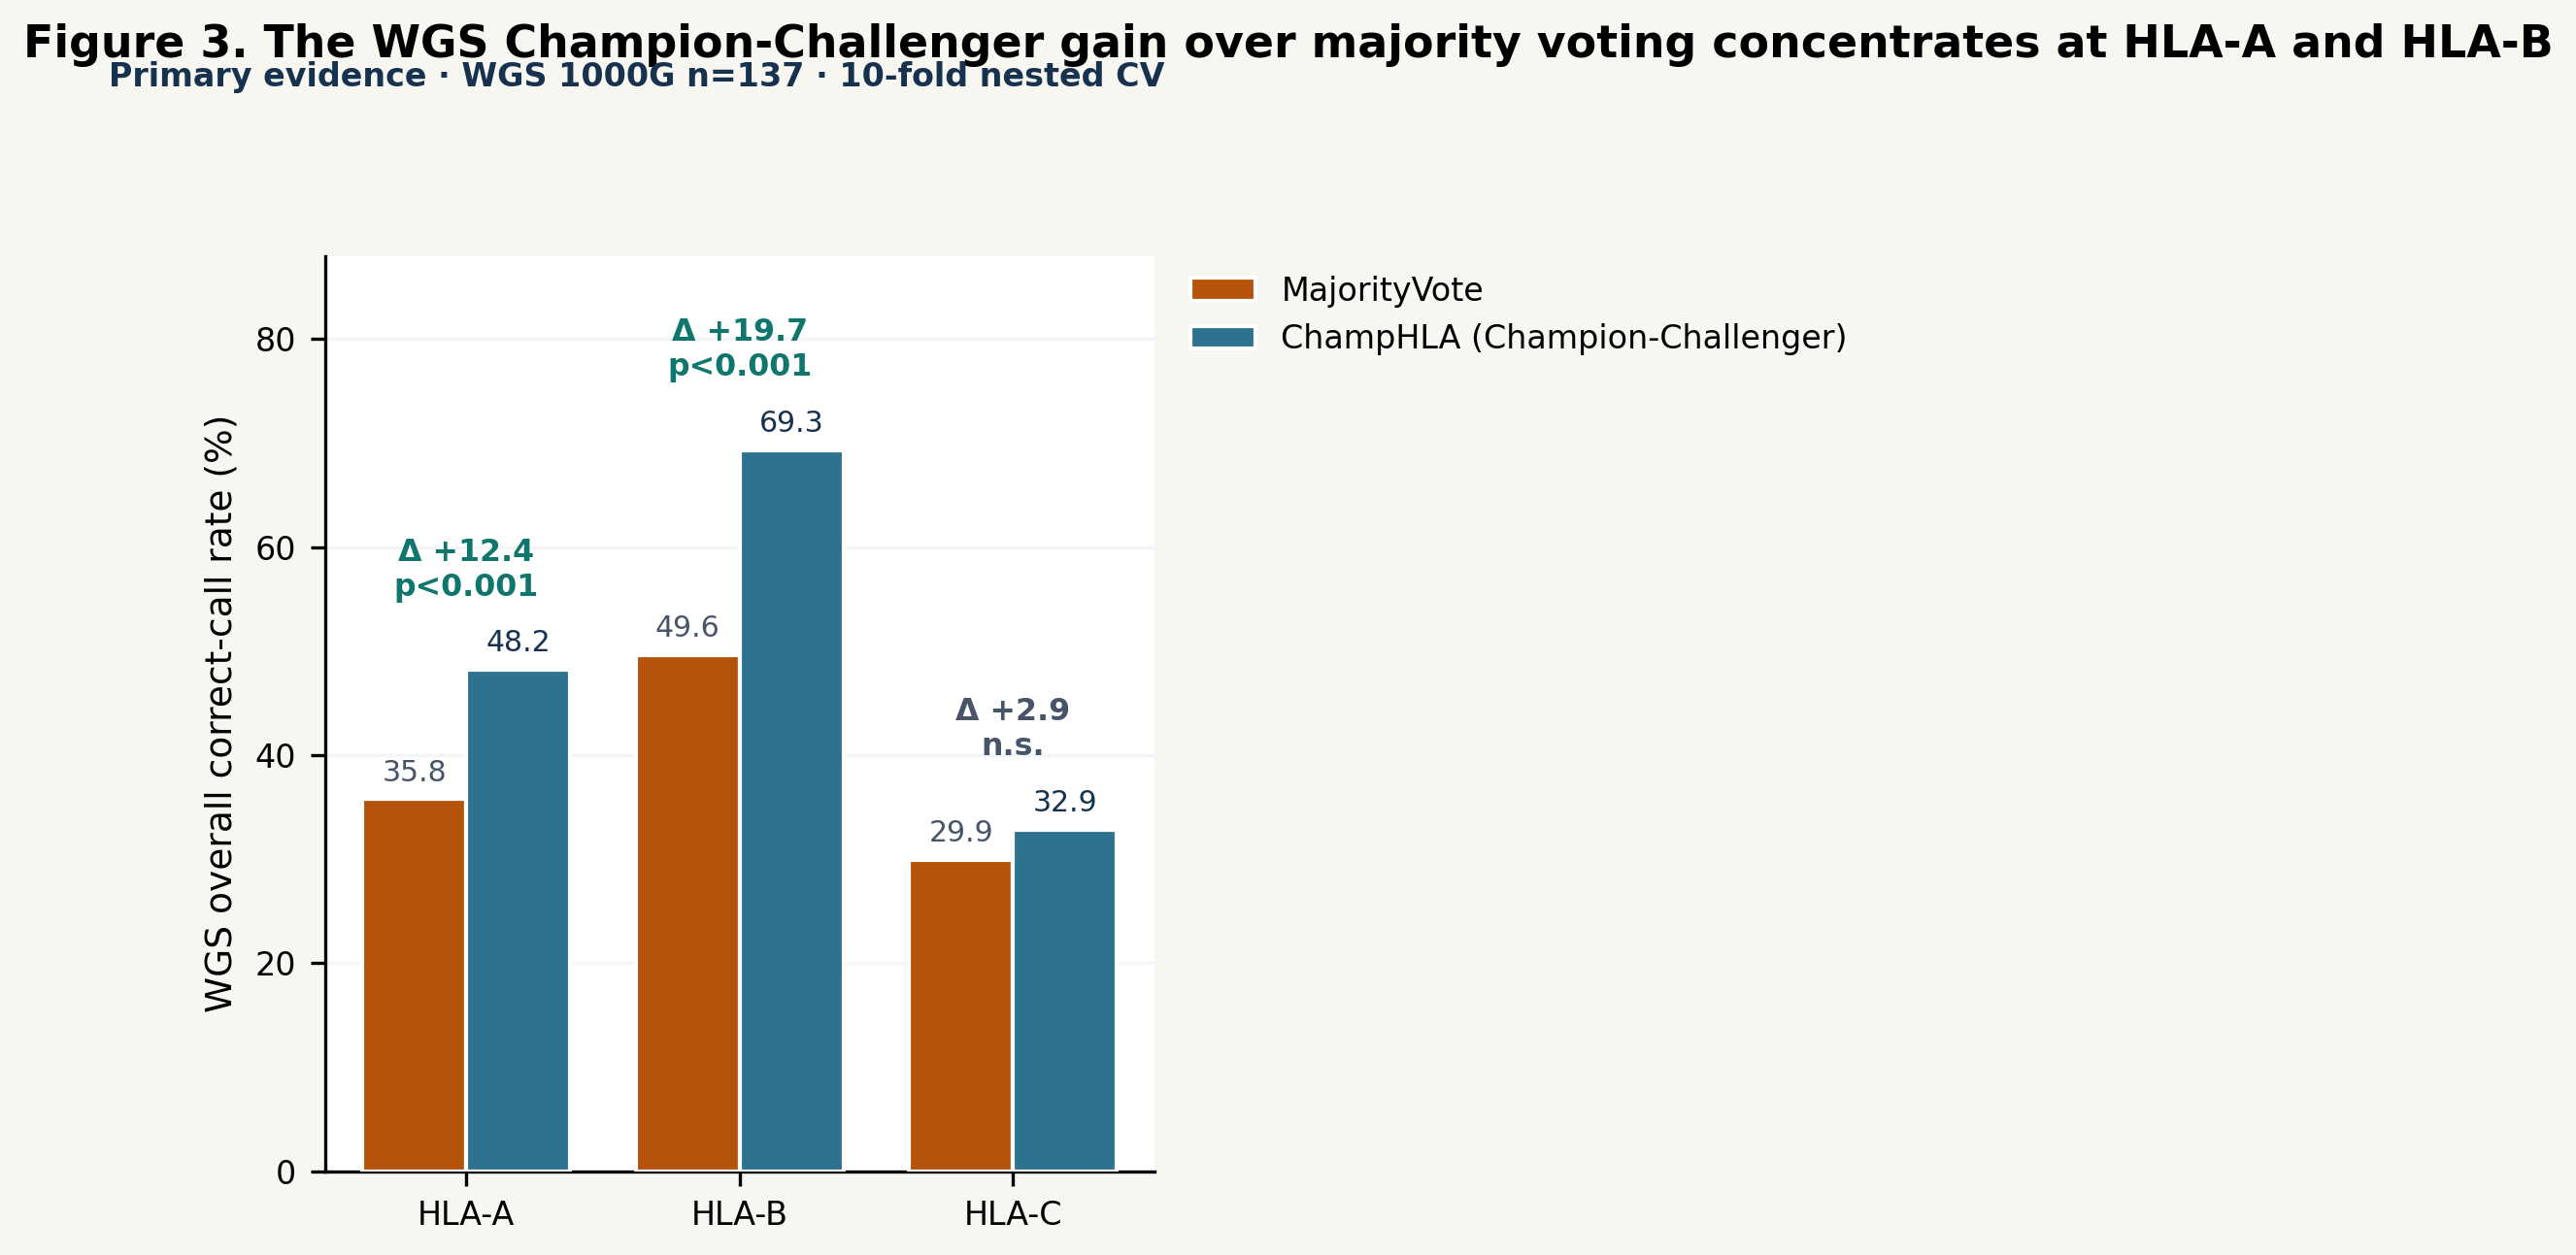 Figure 3. The WGS Champion-Challenger gain over majority voting concentrates at HLA-A and HLA-B
Primary evidence · WGS 1000G n=137 · 10-fold nested CV
MajorityVote
ChampHLA (Champion-Challenger)
WGS overall correct-call rate (%)
80
60
40
20
0
Δ +12.4
p<0.001
35.8
48.2
Δ +19.7
p<0.001
49.6
69.3
Δ +2.9
n.s.
29.9
32.9
HLA-A
HLA-B
HLA-C